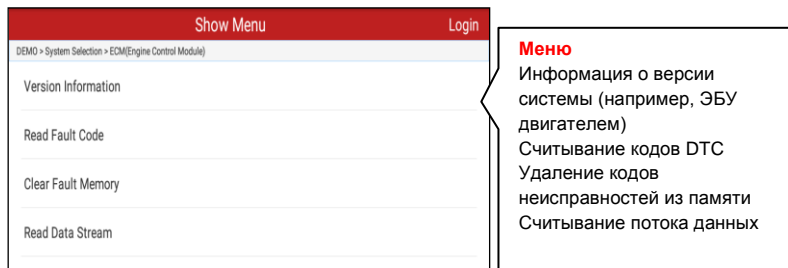 Show Menu
Login
DEMO > System Selection > ECM(Engine Control Module)
Version Information
Read Fault Code
Clear Fault Memory
Read Data Stream
Меню
Информация о версии
системы (например, ЭБУ
двигателем)
Считывание кодов DTC
Удаление кодов
неисправностей из памяти
Считывание потока данных